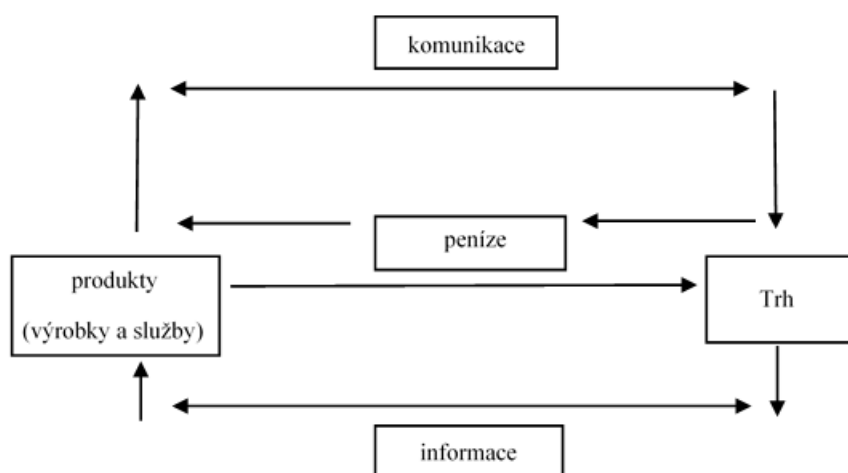 komunikace
peníze
produkty
(výrobky a služby)
Trh
informace